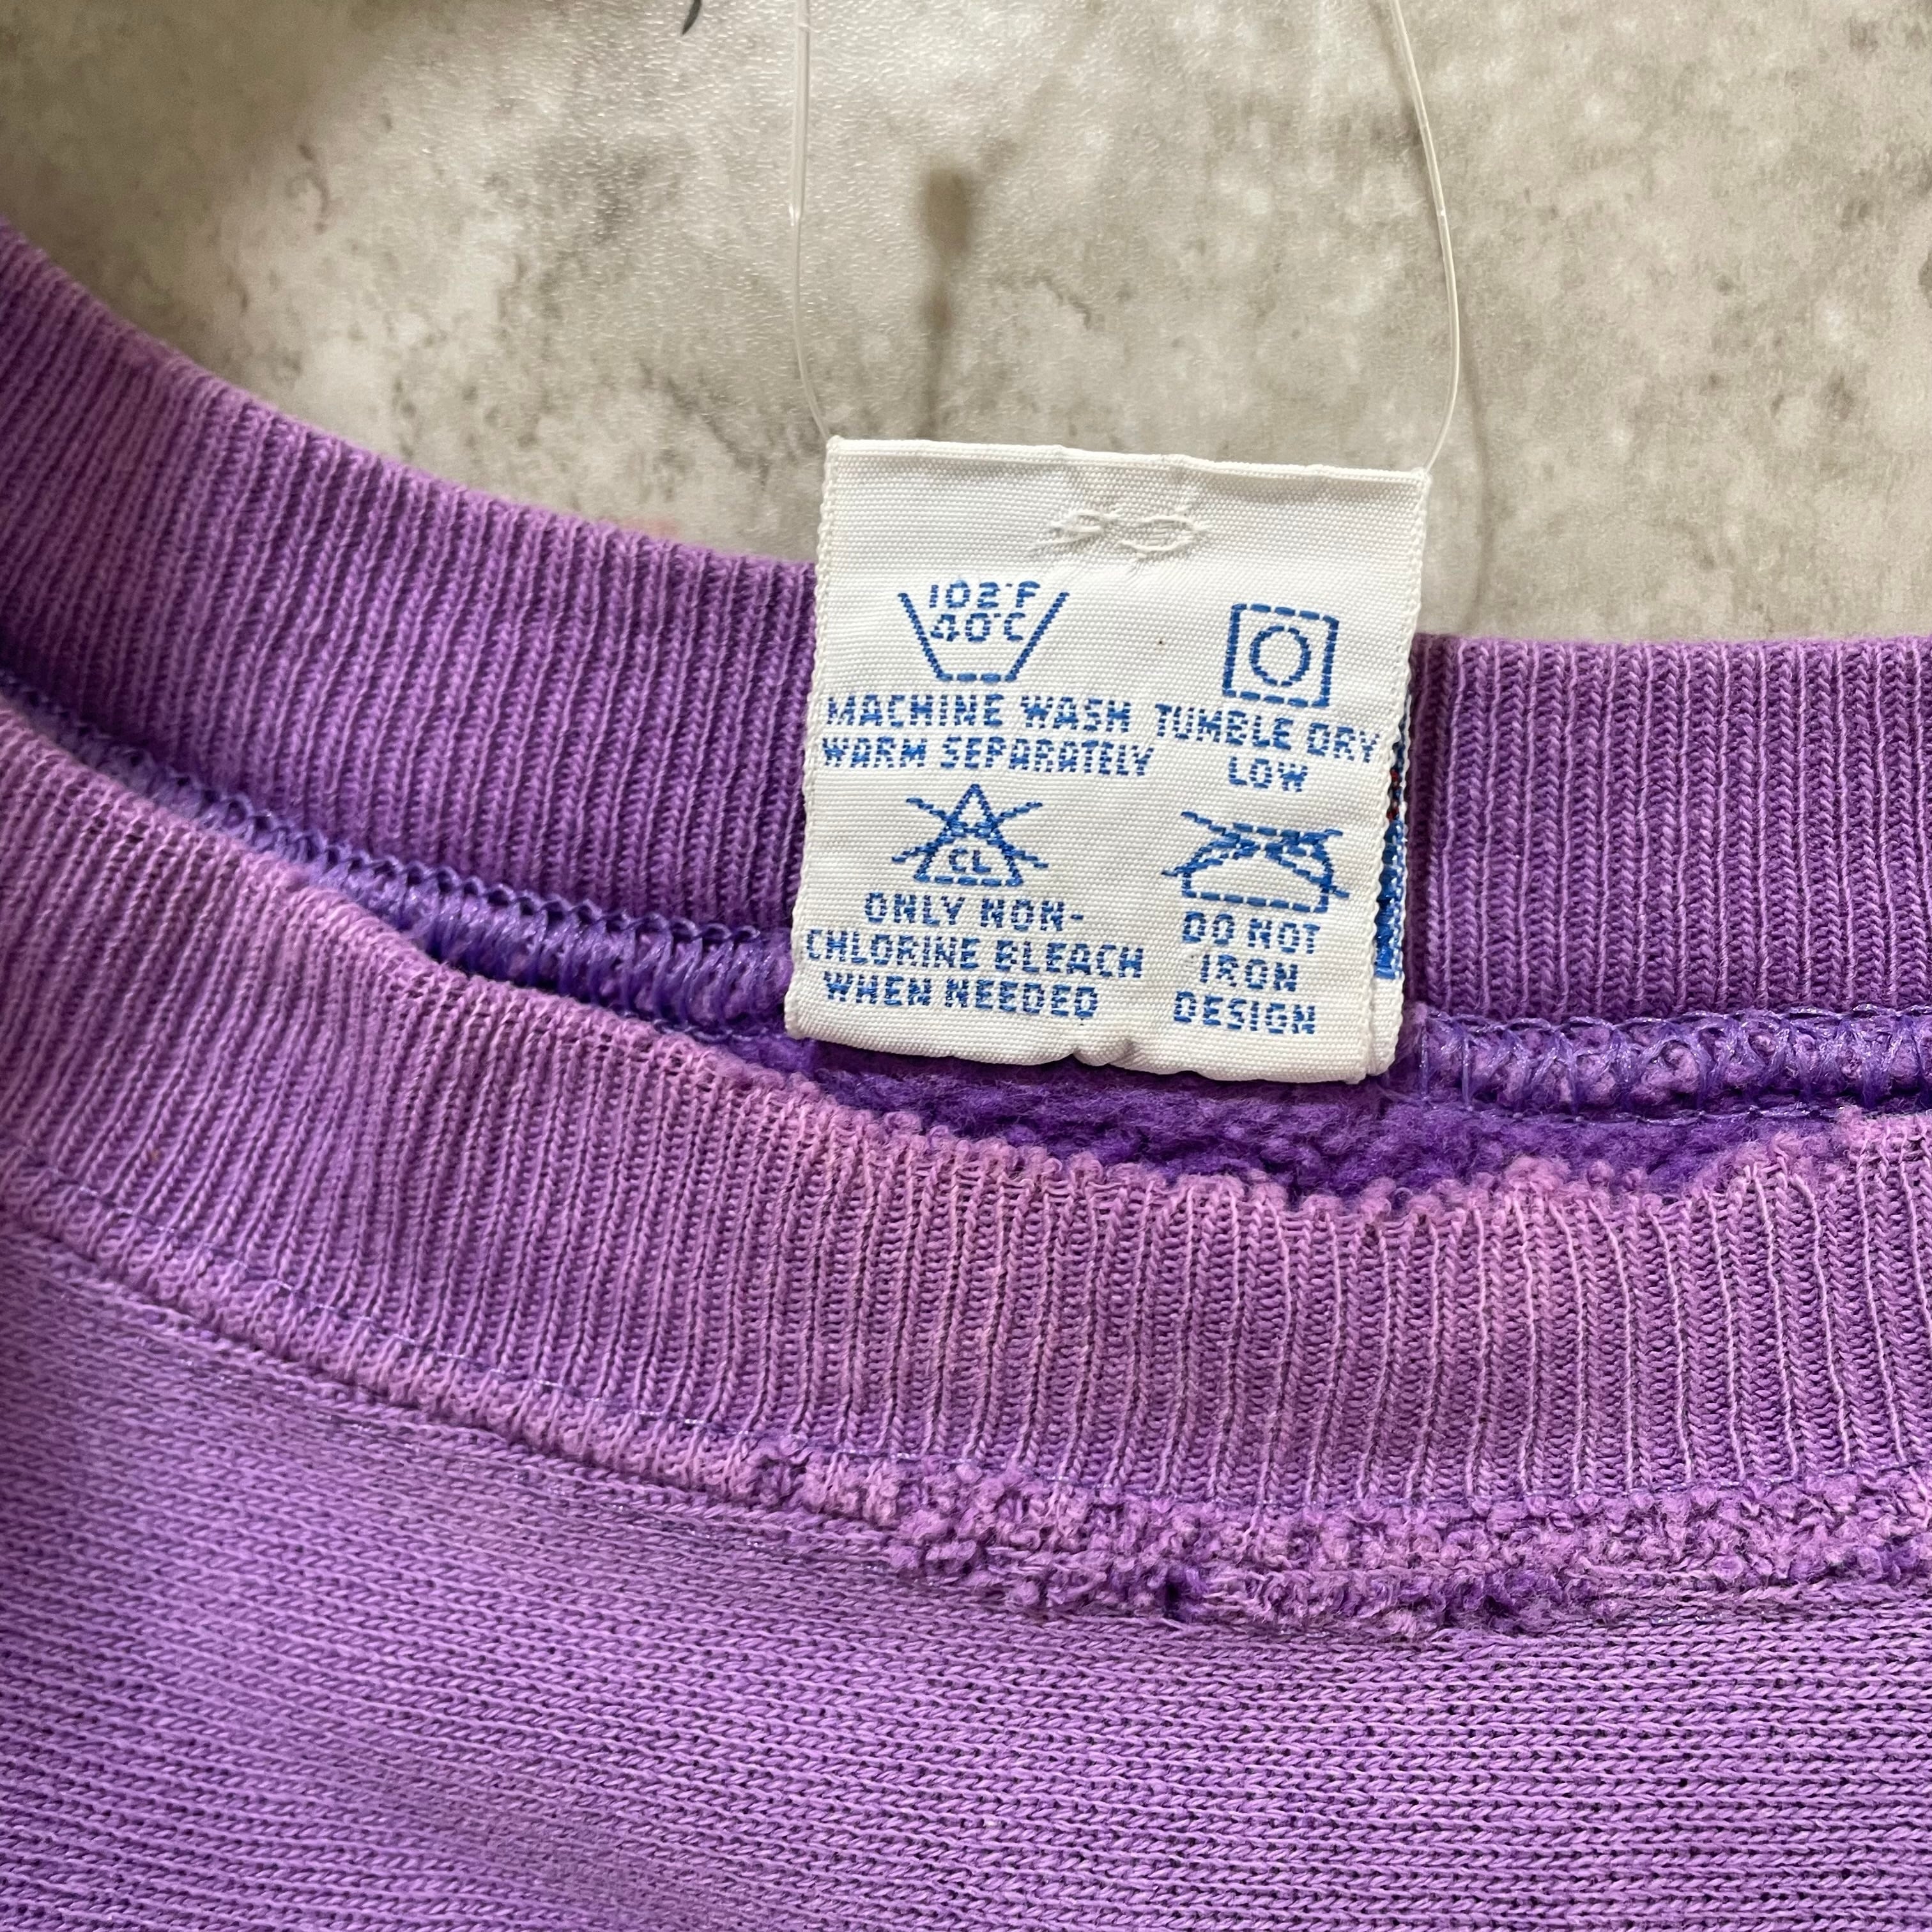 102°F
40°C
MACHINE WASH
WARM SEPARATELY
TUMBLE DRY
LOW
CL
ONLY NON-
CHLORINE BLEACH
WHEN NEEDED
DO NOT
IRON
DESIGN